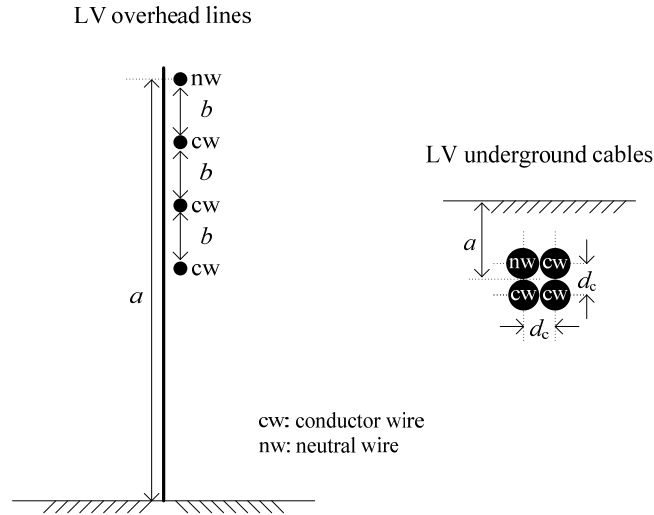 LV overhead lines
nw
b
cw
b
cw
b
cw
a
LV underground cables
a
nw cw
cw cw
dc
dc
cw: conductor wire
nw: neutral wire